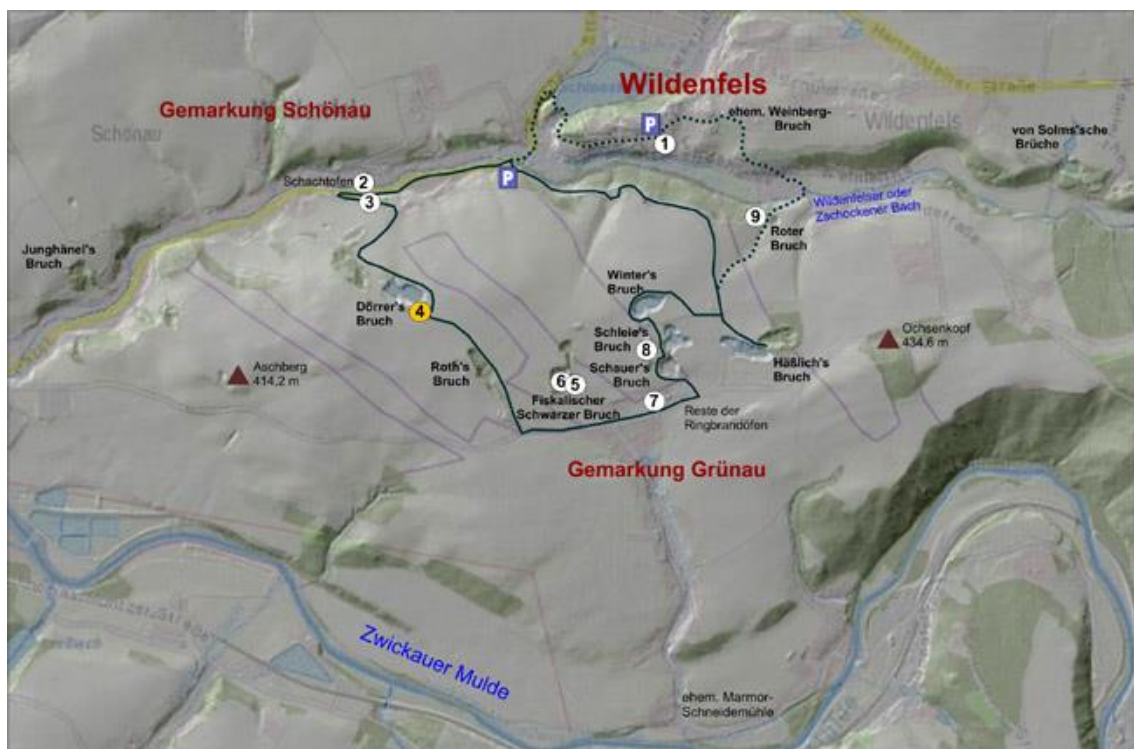 Wildenfels
Gemarkung Schönau
Schönau
P
1
ehem. Weinberg-
Bruch
Wildenfels
von Solms'sche
Brüche
Schachtofen
2
P
3
Wildenfelser oder
Zschockener Bach
9
Roter
Bruch
Junghänel's
Bruch
Winter's
Bruch
Dörrer's
Bruch
4
Schleie's
Bruch
8
Ochsenkopf
434,6 m
Aschberg
414,2 m
Roth's
Bruch
Schauer's
Bruch
Häßlich's
Bruch
6
5
Fiskalischer
Schwarzer Bruch
7
Reste der
Ringbrandöfen
Gemarkung Grünau
Zwickauer Mulde
ehem. Marmor-
Schneidemühle